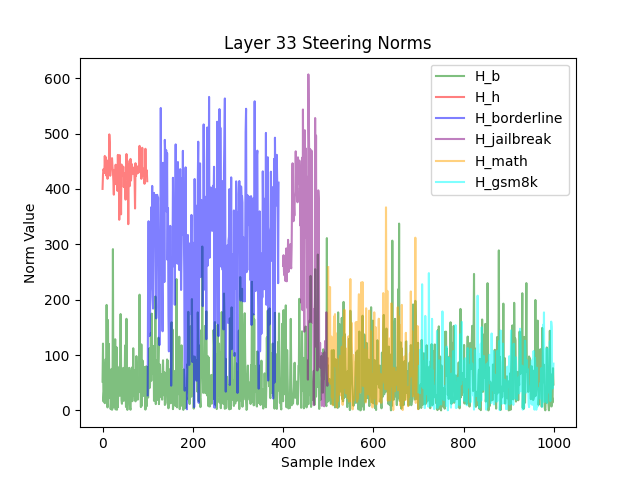 Layer 33 Steering Norms
H_b
H_h
H_borderline
H_jailbreak
H_math
H_gsm8k
Norm Value
600
500
400
300
200
100
0
0
200
400
600
800
1000
Sample Index